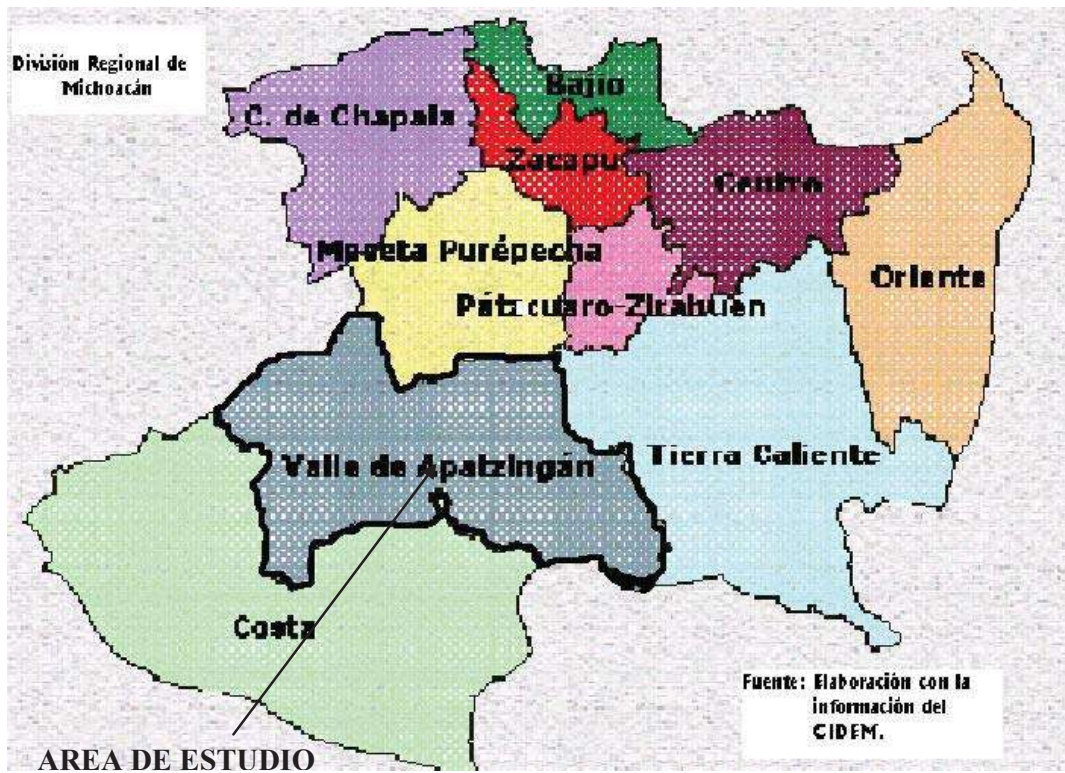 División Regional de
Michoacán
Bajío
C. de Chapala
Zacapu
Centro
Meseta Purépecha
Oriente
Pátzcuaro-Zirahuén
Tierra Caliente
Valle de Apatzingán
Costa
Fuente: Elaboración con la
información del
CIDEM.
AREA DE ESTUDIO